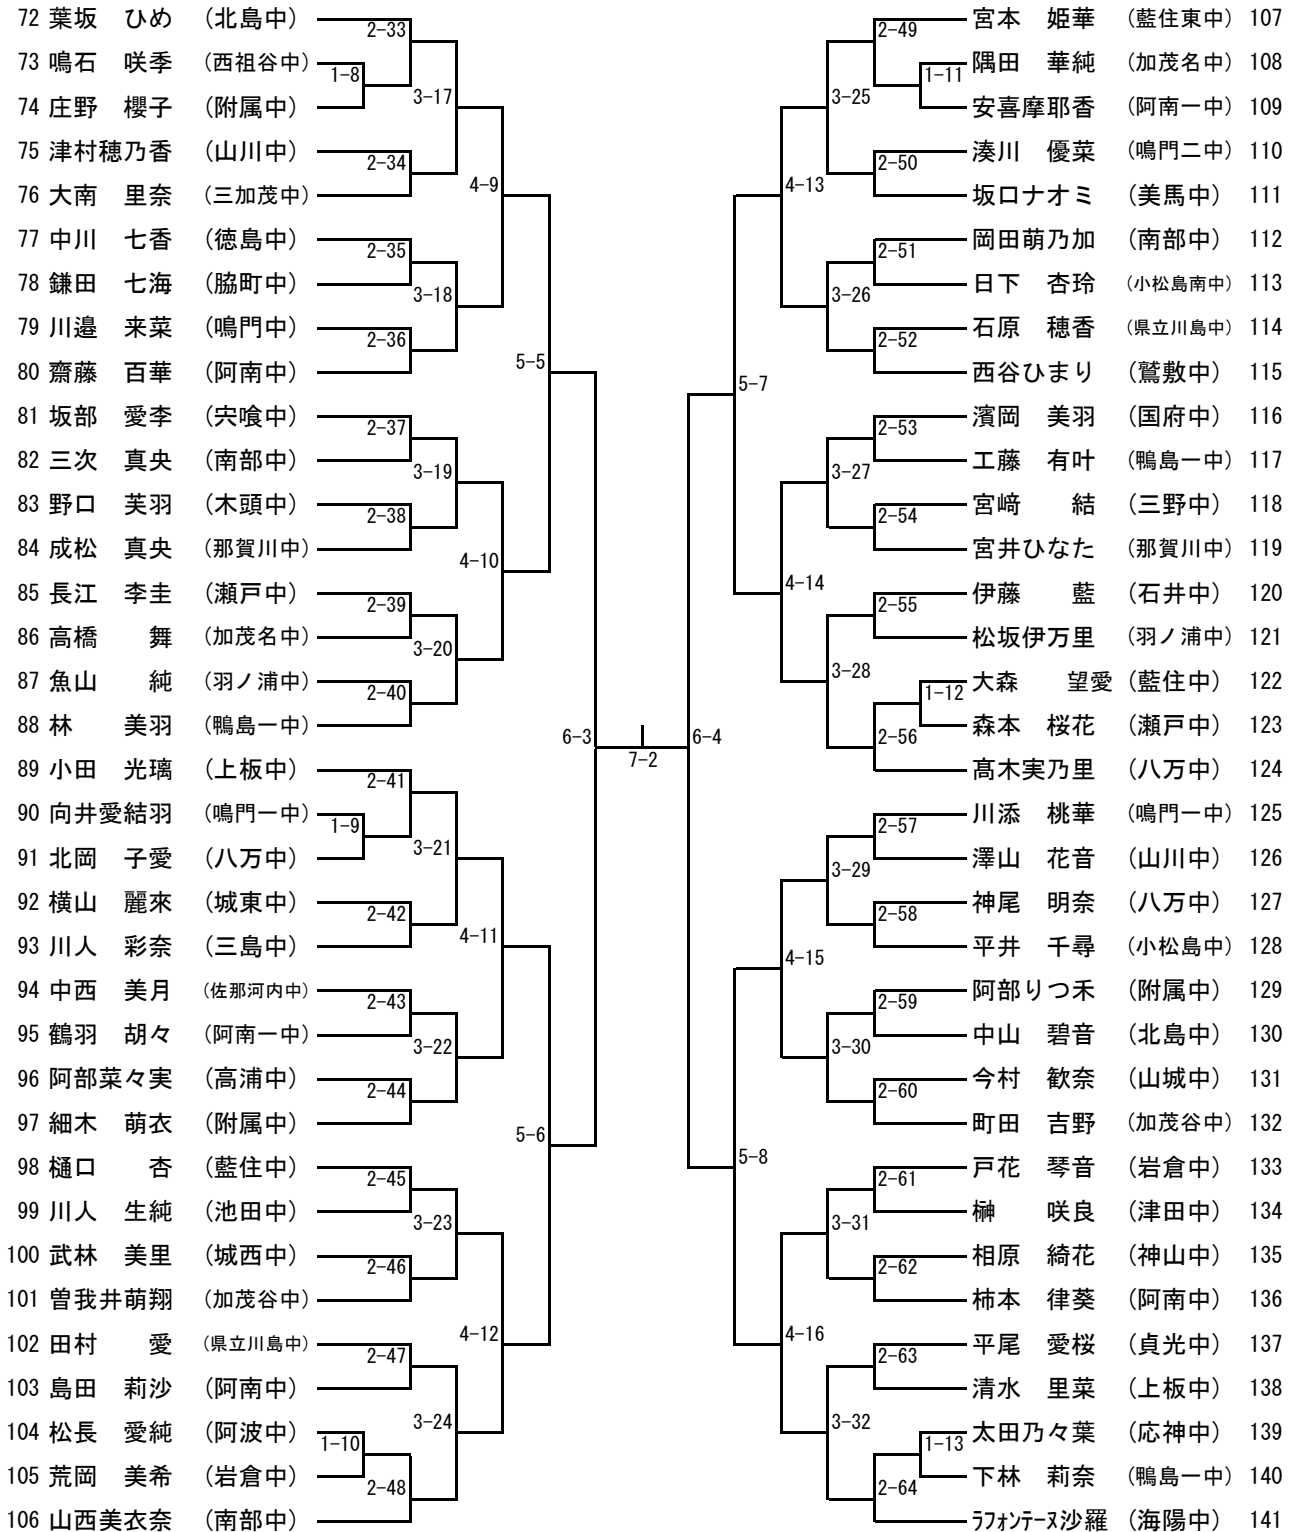 72 葉坂　ひめ （北島中）
73 鳴石　咲季 （西祖谷中）
74 庄野　櫻子 （附属中）
75 津村穂乃香 （山川中）
76 大南　里奈 （三加茂中）
77 中川　七香 （徳島中）
78 鎌田　七海 （脇町中）
79 川邉　来菜 （鳴門中）
80 齋藤　百華 （阿南中）
81 坂部　愛李 （宍喰中）
82 三次　真央 （南部中）
83 野口　芙羽 （木頭中）
84 成松　真央 （那賀川中）
85 長江　李圭 （瀬戸中）
86 高橋　　舞 （加茂名中）
87 魚山　　純 （羽ノ浦中）
88 林　　美羽 （鴨島一中）
89 小田　光璃 （上板中）
90 向井愛結羽 （鳴門一中）
91 北岡　子愛 （八万中）
92 横山　麗來 （城東中）
93 川人　彩奈 （三島中）
94 中西　美月 （佐那河内中）
95 鶴羽　胡々 （阿南一中）
96 阿部菜々実 （高浦中）
97 細木　萌衣 （附属中）
98 樋口　　杏 （藍住中）
99 川人　生純 （池田中）
100 武林　美里 （城西中）
101 曽我井萌翔 （加茂谷中）
102 田村　　愛 （県立川島中）
103 島田　莉沙 （阿南中）
104 松長　愛純 （阿波中）
105 荒岡　美希 （岩倉中）
106 山西美衣奈 （南部中）
1-8
1-9
1-10
2-33
2-34
2-35
2-36
2-37
2-38
2-39
2-40
2-41
2-42
2-43
2-44
2-45
2-46
2-47
2-48
3-17
3-18
3-19
3-20
3-21
3-22
3-23
3-24
4-9
4-10
4-11
4-12
5-5
5-6
6-3
7-2
6-4
5-7
5-8
4-13
4-14
4-15
4-16
3-25
3-26
3-27
3-28
3-29
3-30
3-31
3-32
2-49
2-50
2-51
2-52
2-53
2-54
2-55
2-56
2-57
2-58
2-59
2-60
2-61
2-62
2-63
2-64
1-11
1-12
1-13
宮本　姫華 （藍住東中） 107
隅田　華純 （加茂名中） 108
安喜摩耶香 （阿南一中） 109
湊川　優菜 （鳴門二中） 110
坂口ナオミ （美馬中） 111
岡田萌乃加 （南部中） 112
日下　杏玲 （小松島南中） 113
石原　穂香 （県立川島中） 114
西谷ひまり （鷲敷中） 115
濱岡　美羽 （国府中） 116
工藤　有叶 （鴨島一中） 117
宮﨑　　結 （三野中） 118
宮井ひなた （那賀川中） 119
伊藤　　藍 （石井中） 120
松坂伊万里 （羽ノ浦中） 121
大森　　望愛 （藍住中） 122
森本　桜花 （瀬戸中） 123
髙木実乃里 （八万中） 124
川添　桃華 （鳴門一中） 125
澤山　花音 （山川中） 126
神尾　明奈 （八万中） 127
平井　千尋 （小松島中） 128
阿部りつ禾 （附属中） 129
中山　碧音 （北島中） 130
今村　歓奈 （山城中） 131
町田　吉野 （加茂谷中） 132
戸花　琴音 （岩倉中） 133
榊　　咲良 （津田中） 134
相原　綺花 （神山中） 135
柿本　律葵 （阿南中） 136
平尾　愛桜 （貞光中） 137
清水　里菜 （上板中） 138
太田乃々葉 （応神中） 139
下林　莉奈 （鴨島一中） 140
ﾗﾌｫﾝﾃｰﾇ沙羅 （海陽中） 141